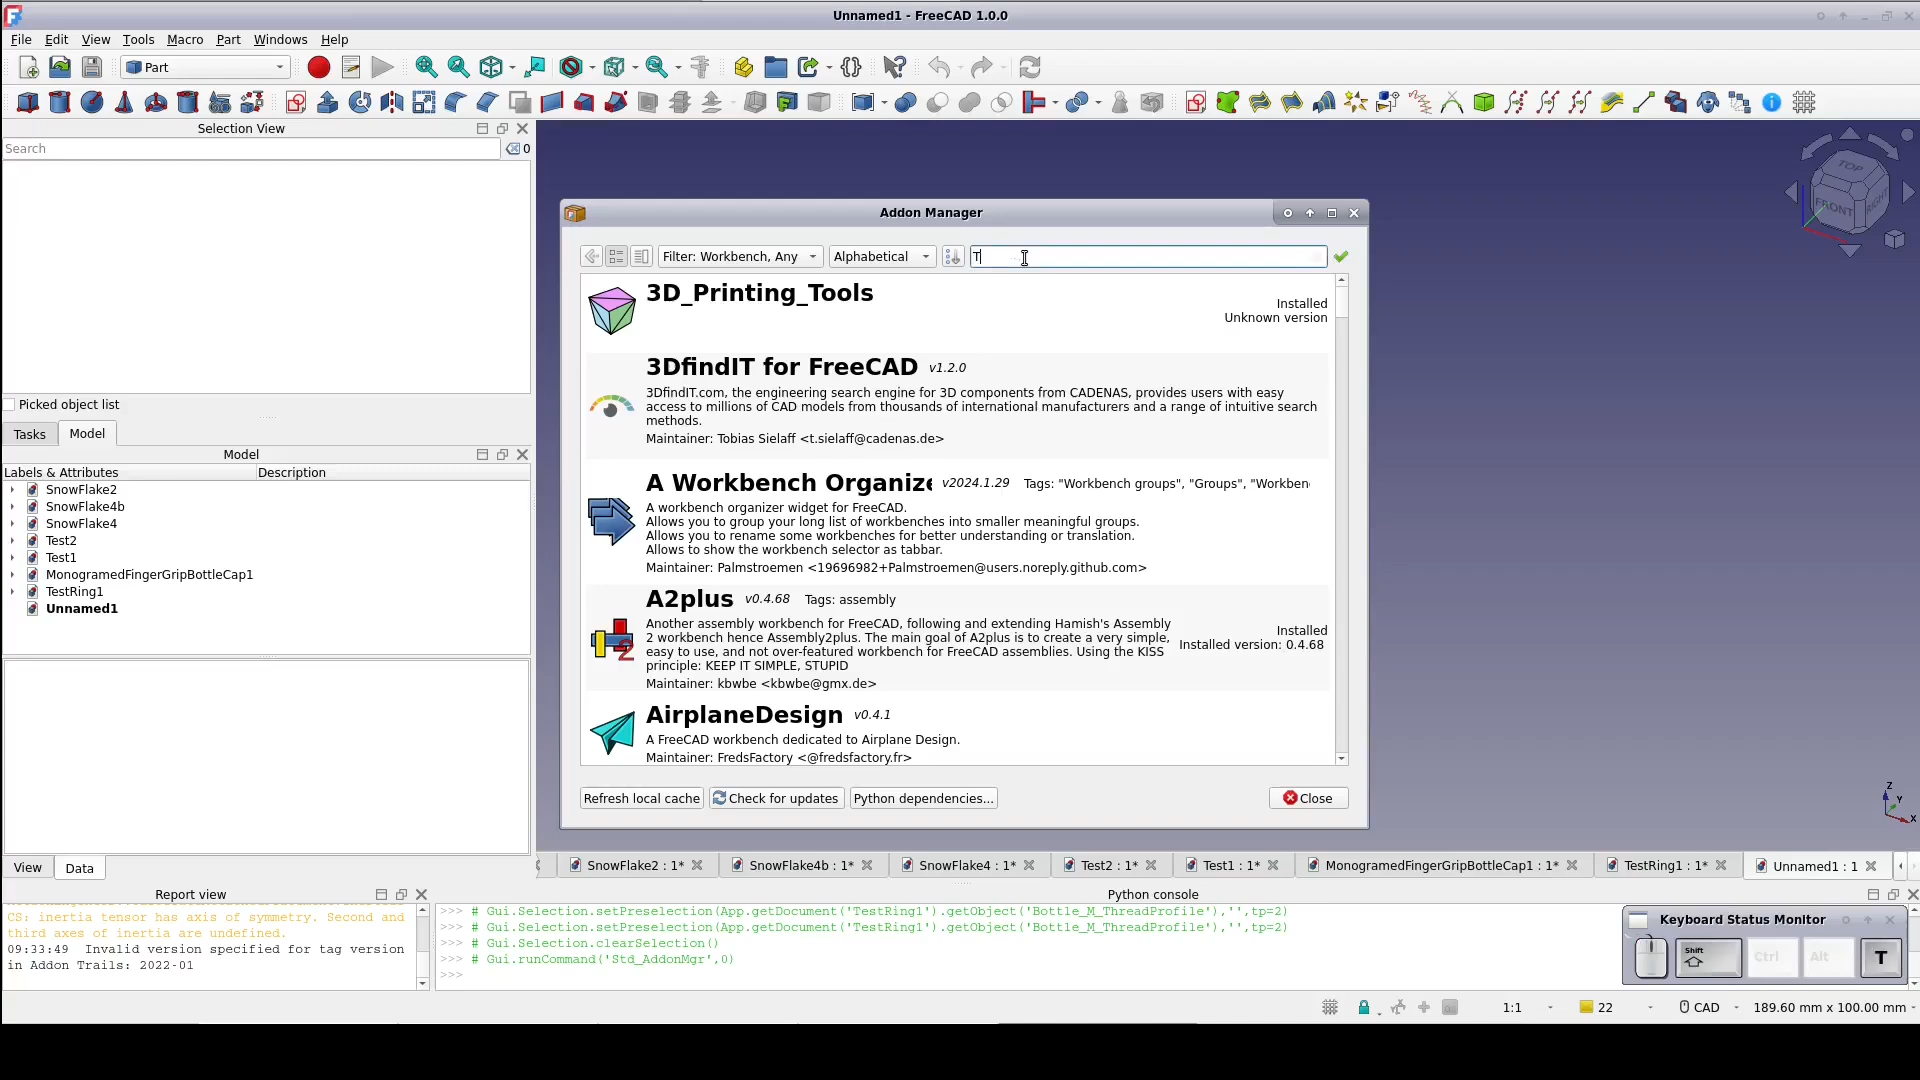 Unnamed1 - FreeCAD 1.0.0
File Edit View Tools Macro Part Windows Help
Part
Selection View
Search
0
Picked object list
Tasks Model
Model
Labels & Attributes Description
SnowFlake2
SnowFlake4b
SnowFlake4
Test2
Test1
MonogramedFingerGripBottleCap1
TestRing1
Unnamed1
View Data
TOP
FRONT RIGHT
Addon Manager
Filter: Workbench, Any Alphabetical T
3D_Printing_Tools
Installed
Unknown version
3DfindIT for FreeCAD v1.2.0
3DfindIT.com, the engineering search engine for 3D components from CADENAS, provides users with easy
access to millions of CAD models from thousands of international manufacturers and a range of intuitive search
methods.
Maintainer: Tobias Sielaff <t.sielaff@cadenas.de>
A Workbench Organize v2024.1.29 Tags: "Workbench groups", "Groups", "Workben
A workbench organizer widget for FreeCAD.
Allows you to group your long list of workbenches into smaller meaningful groups.
Allows you to rename some workbenches for better understanding or translation.
Allows to show the workbench selector as tabbar.
Maintainer: Palmstroemen <19696982+Palmstroemen@users.noreply.github.com>
A2plus v0.4.68 Tags: assembly
Another assembly workbench for FreeCAD, following and extending Hamish's Assembly
2 workbench hence Assembly2plus. The main goal of A2plus is to create a very simple,
easy to use, and not over-featured workbench for FreeCAD assemblies. Using the KISS
principle: KEEP IT SIMPLE, STUPID
Maintainer: kbwbe <kbwbe@gmx.de>
Installed
Installed version: 0.4.68
AirplaneDesign v0.4.1
A FreeCAD workbench dedicated to Airplane Design.
Maintainer: FredsFactory <@fredsfactory.fr>
Refresh local cache Check for updates Python dependencies... Close
Z
Y
X
SnowFlake2 : 1* SnowFlake4b : 1* SnowFlake4 : 1* Test2 : 1* Test1 : 1* MonogramedFingerGripBottleCap1 : 1* TestRing1 : 1* Unnamed1 : 1
Report view
CS: inertia tensor has axis of symmetry. Second and
third axes of inertia are undefined.
09:33:49 Invalid version specified for tag version
in Addon Trails: 2022-01
Python console
>>> # Gui.Selection.setPreselection(App.getDocument('TestRing1').getObject('Bottle_M_ThreadProfile'),'',tp=2)
>>> # Gui.Selection.setPreselection(App.getDocument('TestRing1').getObject('Bottle_M_ThreadProfile'),'',tp=2)
>>> # Gui.Selection.clearSelection()
>>> # Gui.runCommand('Std_AddonMgr',0)
>>>
Keyboard Status Monitor
Shift Ctrl Alt T
1:1 22 CAD 189.60 mm x 100.00 mm